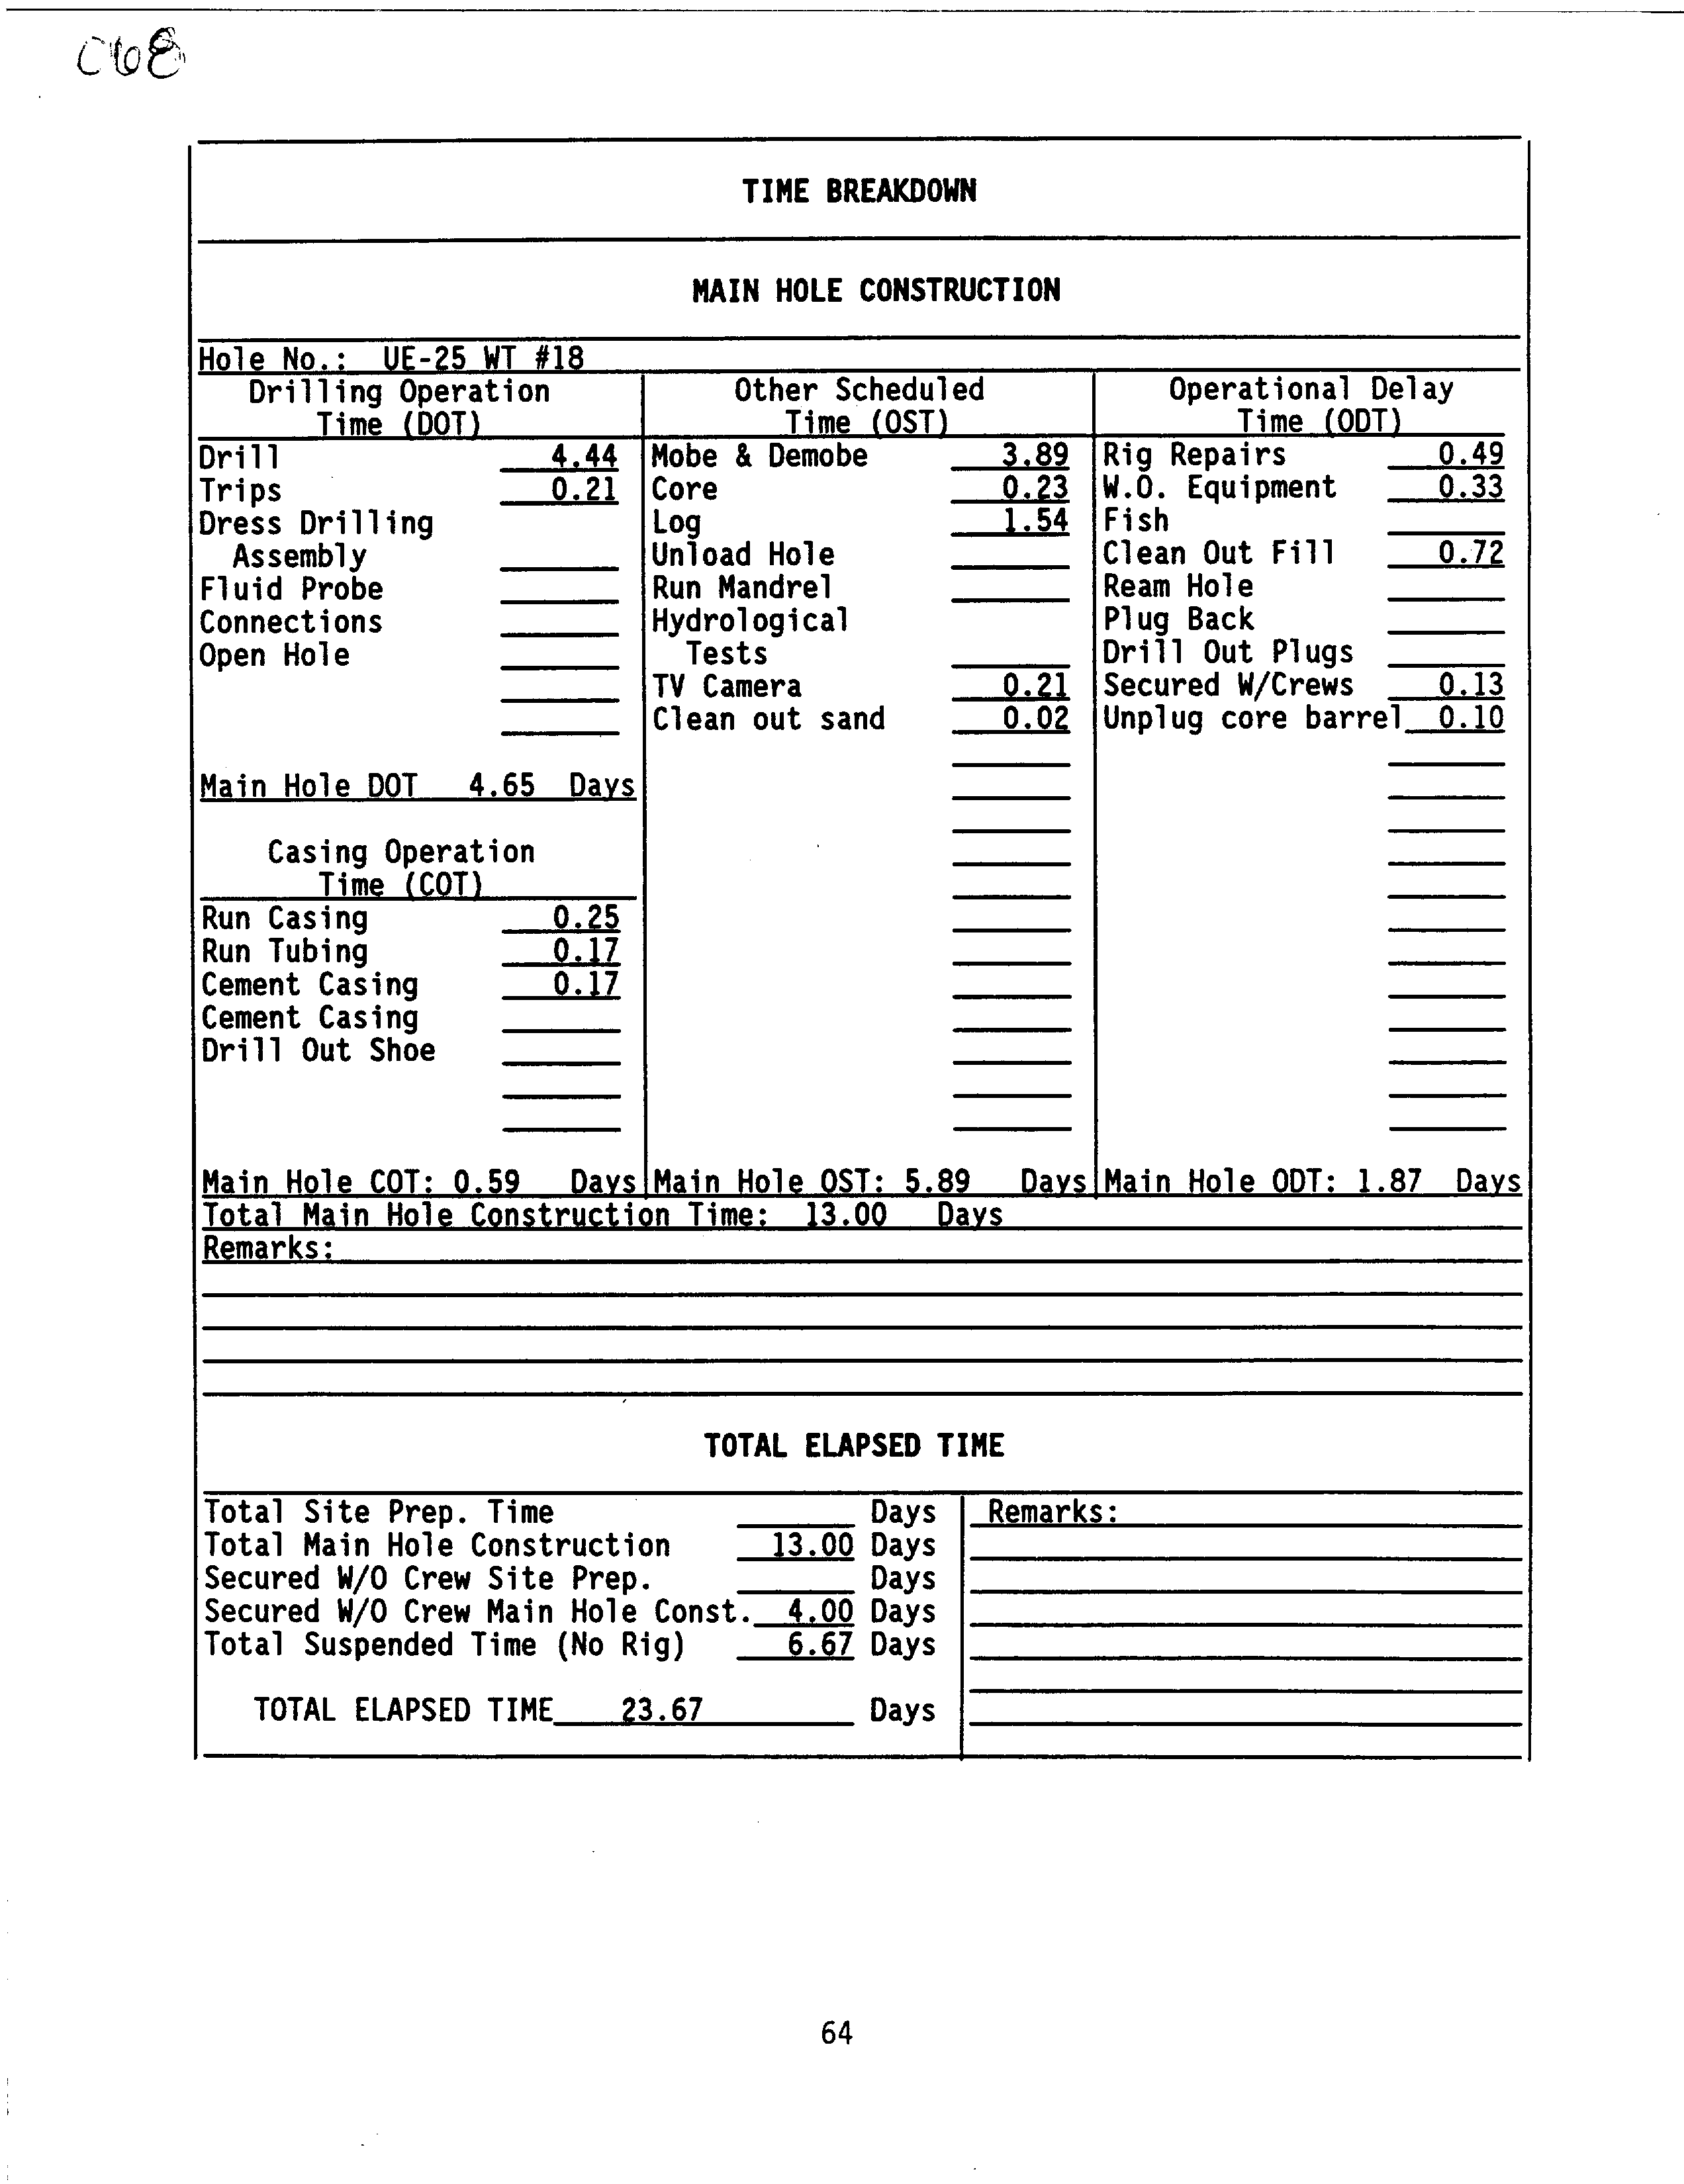 C68
TIME BREAKDOWN
MAIN HOLE CONSTRUCTION
Hole No.: UE-25 WT #18
Drilling Operation
Time (DOT)
Drill 4.44
Trips 0.21
Dress Drilling
Assembly
Fluid Probe
Connections
Open Hole
Main Hole DOT 4.65 Days
Casing Operation
Time (COT)
Run Casing 0.25
Run Tubing 0.17
Cement Casing 0.17
Cement Casing
Drill Out Shoe
Main Hole COT: 0.59 Days
Other Scheduled
Time (OST)
Mobe & Demobe 3.89
Core 0.23
Log 1.54
Unload Hole
Run Mandrel
Hydrological
Tests
TV Camera 0.21
Clean out sand 0.02
Main Hole OST: 5.89 Days
Operational Delay
Time (ODT)
Rig Repairs 0.49
W.O. Equipment 0.33
Fish
Clean Out Fill 0.72
Ream Hole
Plug Back
Drill Out Plugs
Secured W/Crews 0.13
Unplug core barrel 0.10
Main Hole ODT: 1.87 Days
Total Main Hole Construction Time: 13.00 Days
Remarks:
TOTAL ELAPSED TIME
Total Site Prep. Time Days
Total Main Hole Construction 13.00 Days
Secured W/O Crew Site Prep. Days
Secured W/O Crew Main Hole Const. 4.00 Days
Total Suspended Time (No Rig) 6.67 Days
TOTAL ELAPSED TIME 23.67 Days
Remarks:
64